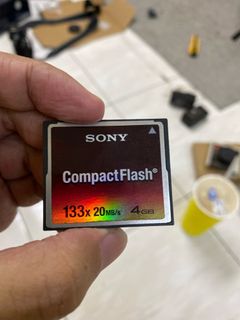 SONY
CompactFlash®
133x 20MB/s 4GB